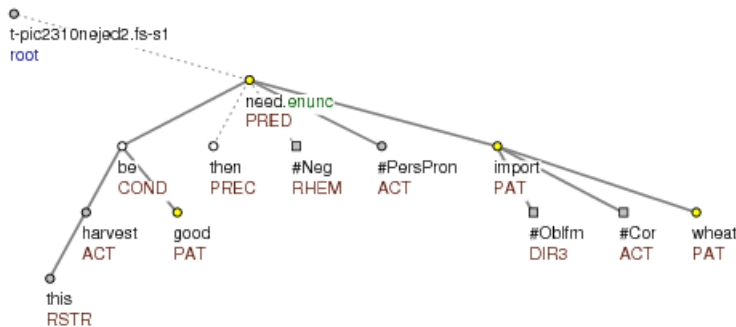 t-pic2310nejed2.fs-s1
root
need.enunc
PRED
be then #Neg #PersPron import
COND PREC RHEM ACT PAT
harvest good #Oblfm #Cor wheat
ACT PAT DIR3 ACT PAT
this
RSTR